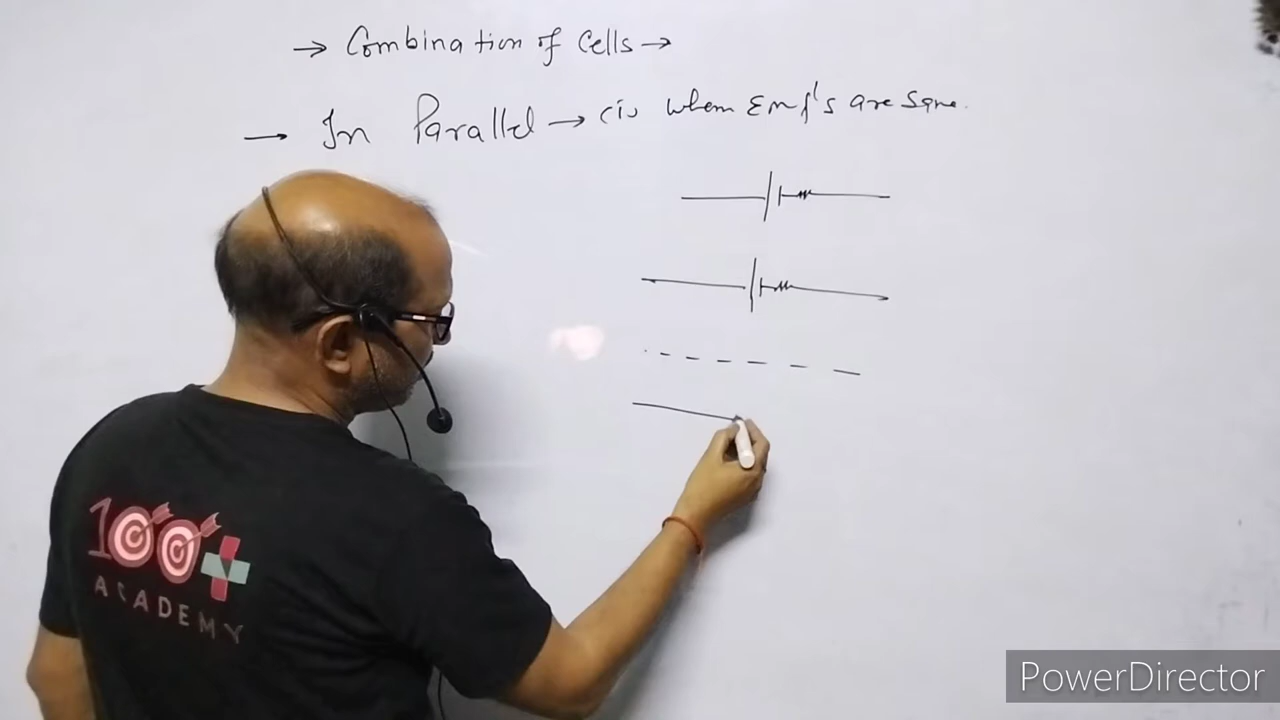 → Combination of Cells →
→ In Parallel → (i) when Emf's are same.
100+
ACADEMY
PowerDirector